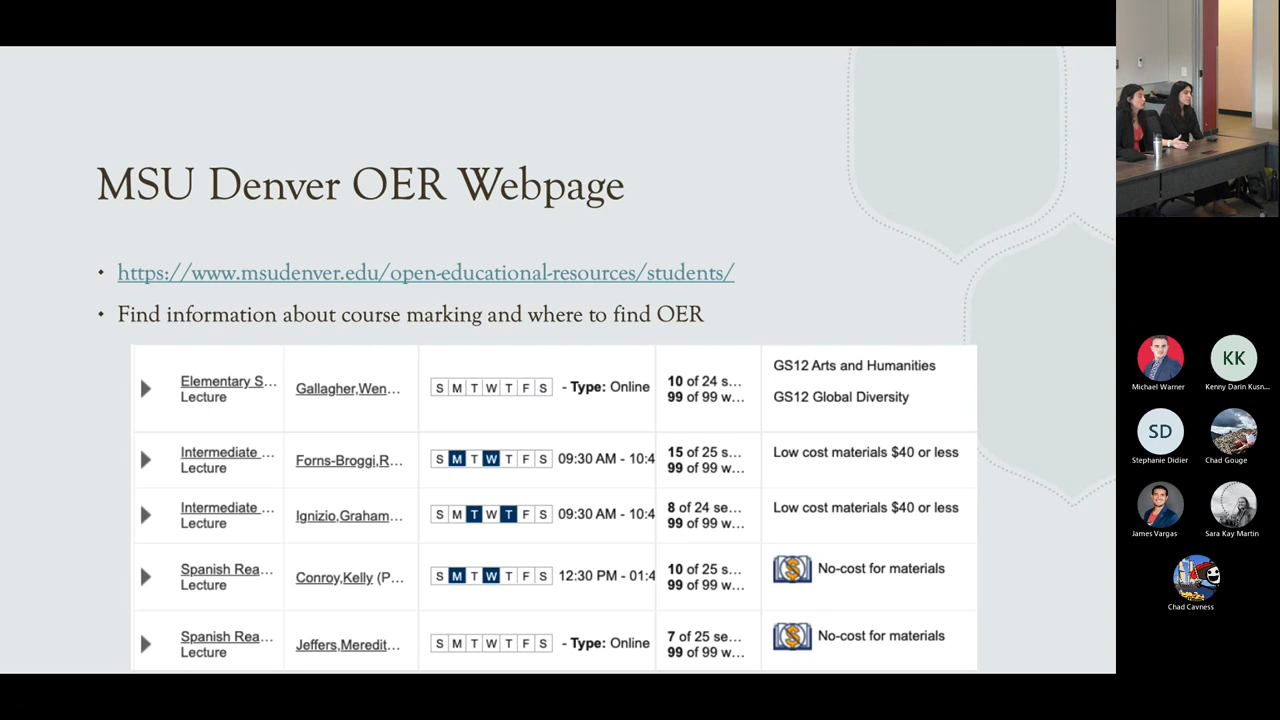 MSU Denver OER Webpage
https://www.msudenver.edu/open-educational-resources/students/
Find information about course marking and where to find OER
Elementary S...
Lecture
Gallagher,Wen...
S M T W T F S
- Type: Online
10 of 24 s...
99 of 99 w...
GS12 Arts and Humanities
GS12 Global Diversity
Intermediate ...
Lecture
Forns-Broggi,R...
S M T W T F S
09:30 AM - 10:4
15 of 25 s...
99 of 99 w...
Low cost materials $40 or less
Intermediate ...
Lecture
Ignizio,Graham...
S M T W T F S
09:30 AM - 10:4
8 of 24 se...
99 of 99 w...
Low cost materials $40 or less
Spanish Rea...
Lecture
Conroy,Kelly (P...
S M T W T F S
12:30 PM - 01:4
10 of 25 s...
99 of 99 w...
No-cost for materials
Spanish Rea...
Lecture
Jeffers,Meredit...
S M T W T F S
- Type: Online
7 of 25 se...
99 of 99 w...
No-cost for materials
Michael Warner
KK
Kenny Darin Kusn...
SD
Stephanie Didier
Chad Gouge
James Vargas
Sara Kay Martin
Chad Cavness